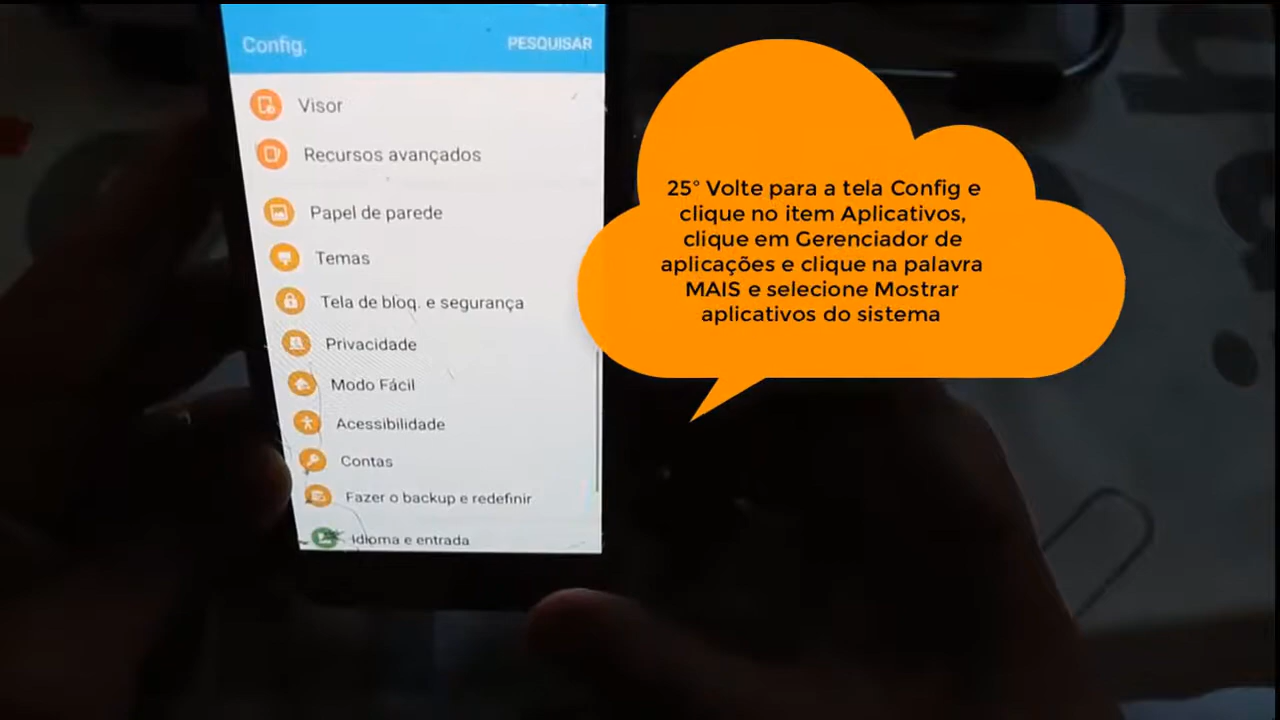 Config.
PESQUISAR
Visor
Recursos avançados
Papel de parede
Temas
Tela de bloq. e segurança
Privacidade
Modo Fácil
Acessibilidade
Contas
Fazer o backup e redefinir
Idioma e entrada
25° Volte para a tela Config e
clique no item Aplicativos,
clique em Gerenciador de
aplicações e clique na palavra
MAIS e selecione Mostrar
aplicativos do sistema